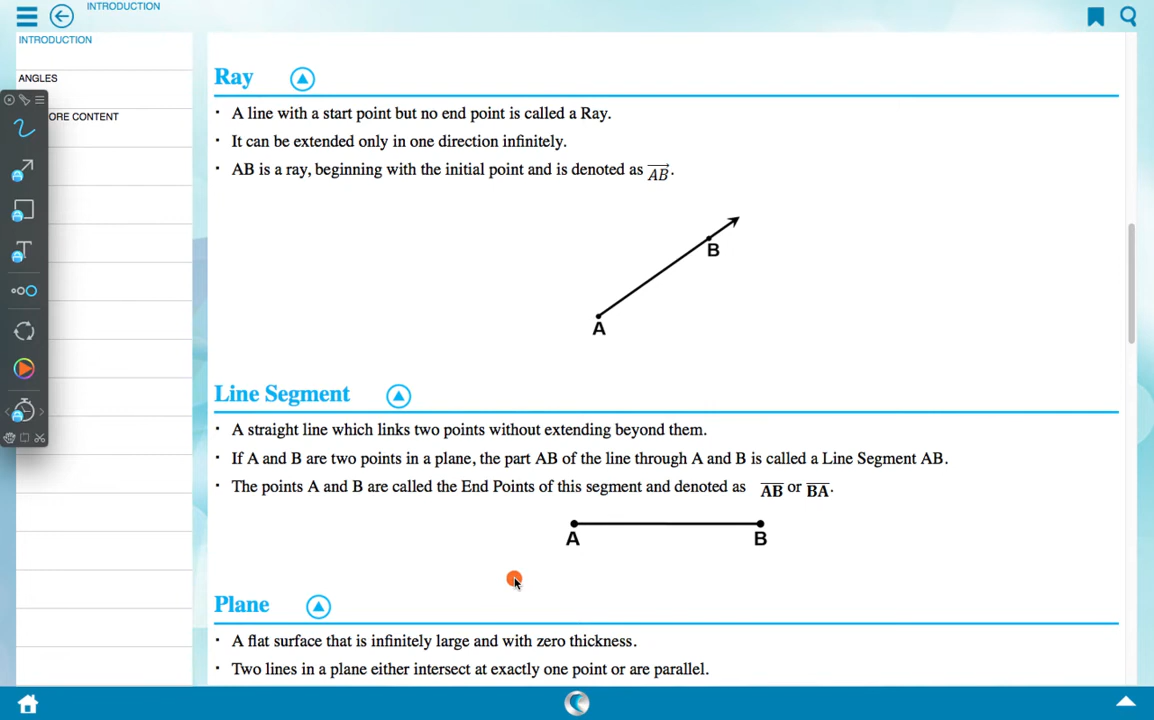 INTRODUCTION
INTRODUCTION
ANGLES
ORE CONTENT
T
Ray
· A line with a start point but no end point is called a Ray.
· It can be extended only in one direction infinitely.
· AB is a ray, beginning with the initial point and is denoted as AB.
B
A
Line Segment
· A straight line which links two points without extending beyond them.
· If A and B are two points in a plane, the part AB of the line through A and B is called a Line Segment AB.
· The points A and B are called the End Points of this segment and denoted as AB or BA.
A B
Plane
· A flat surface that is infinitely large and with zero thickness.
· Two lines in a plane either intersect at exactly one point or are parallel.